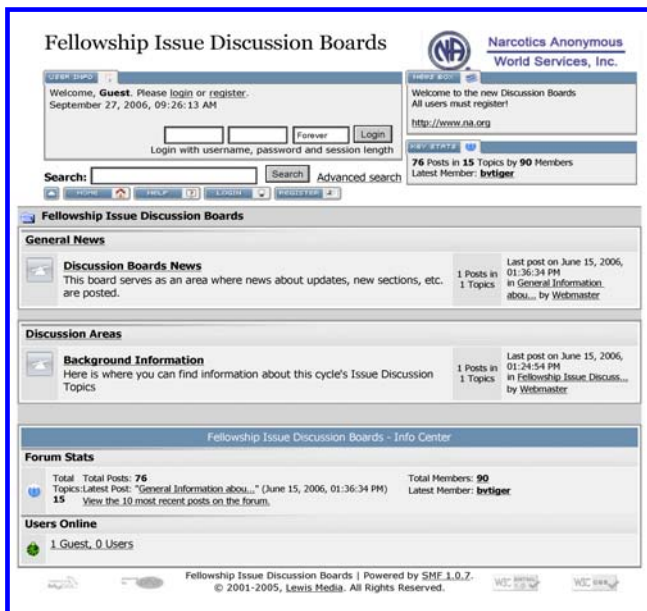 Fellowship Issue Discussion Boards
NA
Narcotics Anonymous
World Services, Inc.
USER INFO
Welcome, Guest. Please login or register.
September 27, 2006, 09:26:13 AM
Forever
Login
Login with username, password and session length
NEWS BOX
Welcome to the new Discussion Boards
All users must register!
http://www.na.org
KEY STATS
76 Posts in 15 Topics by 90 Members
Latest Member: bvtiger
Search:
Search
Advanced search
HOME
HELP
LOGIN
REGISTER
Fellowship Issue Discussion Boards
General News
Discussion Boards News
This board serves as an area where news about updates, new sections, etc.
are posted.
1 Posts in
1 Topics
Last post on June 15, 2006,
01:36:34 PM
in General Information
abou... by Webmaster
Discussion Areas
Background Information
Here is where you can find information about this cycle's Issue Discussion
Topics
1 Posts in
1 Topics
Last post on June 15, 2006,
01:24:54 PM
in Fellowship Issue Discuss...
by Webmaster
Fellowship Issue Discussion Boards - Info Center
Forum Stats
Total
Topics:
15
Total Posts: 76
Latest Post: "General Information abou..." (June 15, 2006, 01:36:34 PM)
View the 10 most recent posts on the forum.
Total Members: 90
Latest Member: bvtiger
Users Online
1 Guest, 0 Users
Fellowship Issue Discussion Boards | Powered by SMF 1.0.7.
© 2001-2005, Lewis Media. All Rights Reserved.
W3C
W3C